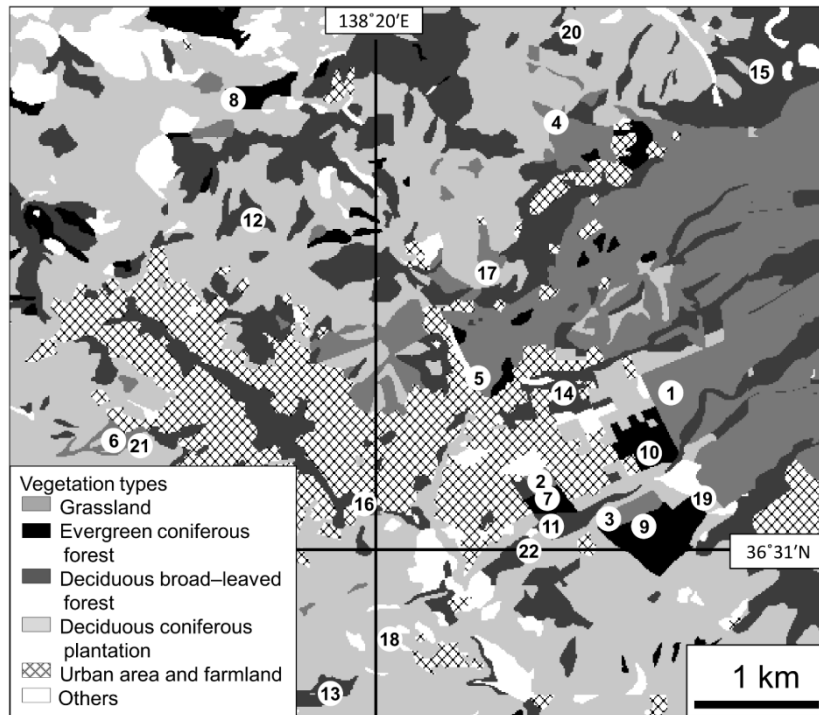 138˚20′E
20
15
8
4
12
17
5
14
1
6
21
10
2
7
16
19
3
9
11
22
36˚31′N
18
13
Vegetation types
Grassland
Evergreen coniferous
forest
Deciduous broad–leaved
forest
Deciduous coniferous
plantation
Urban area and farmland
Others
1 km